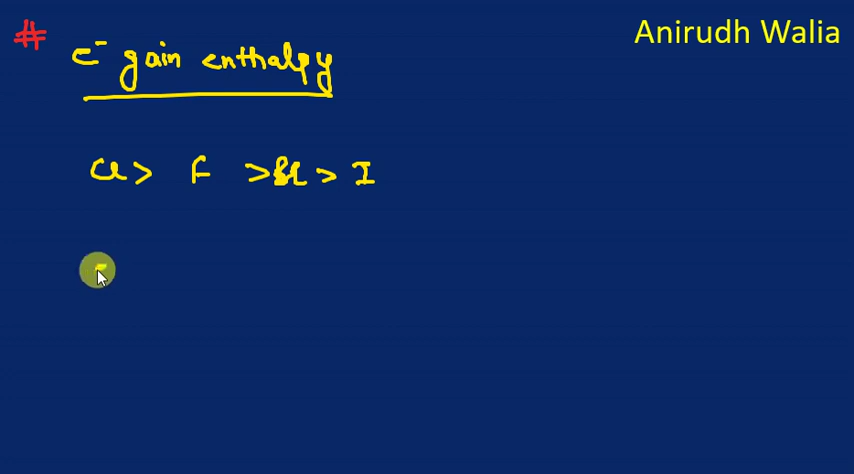 # e⁻ gain enthalpy
Anirudh Walia
Cl > F > Br > I